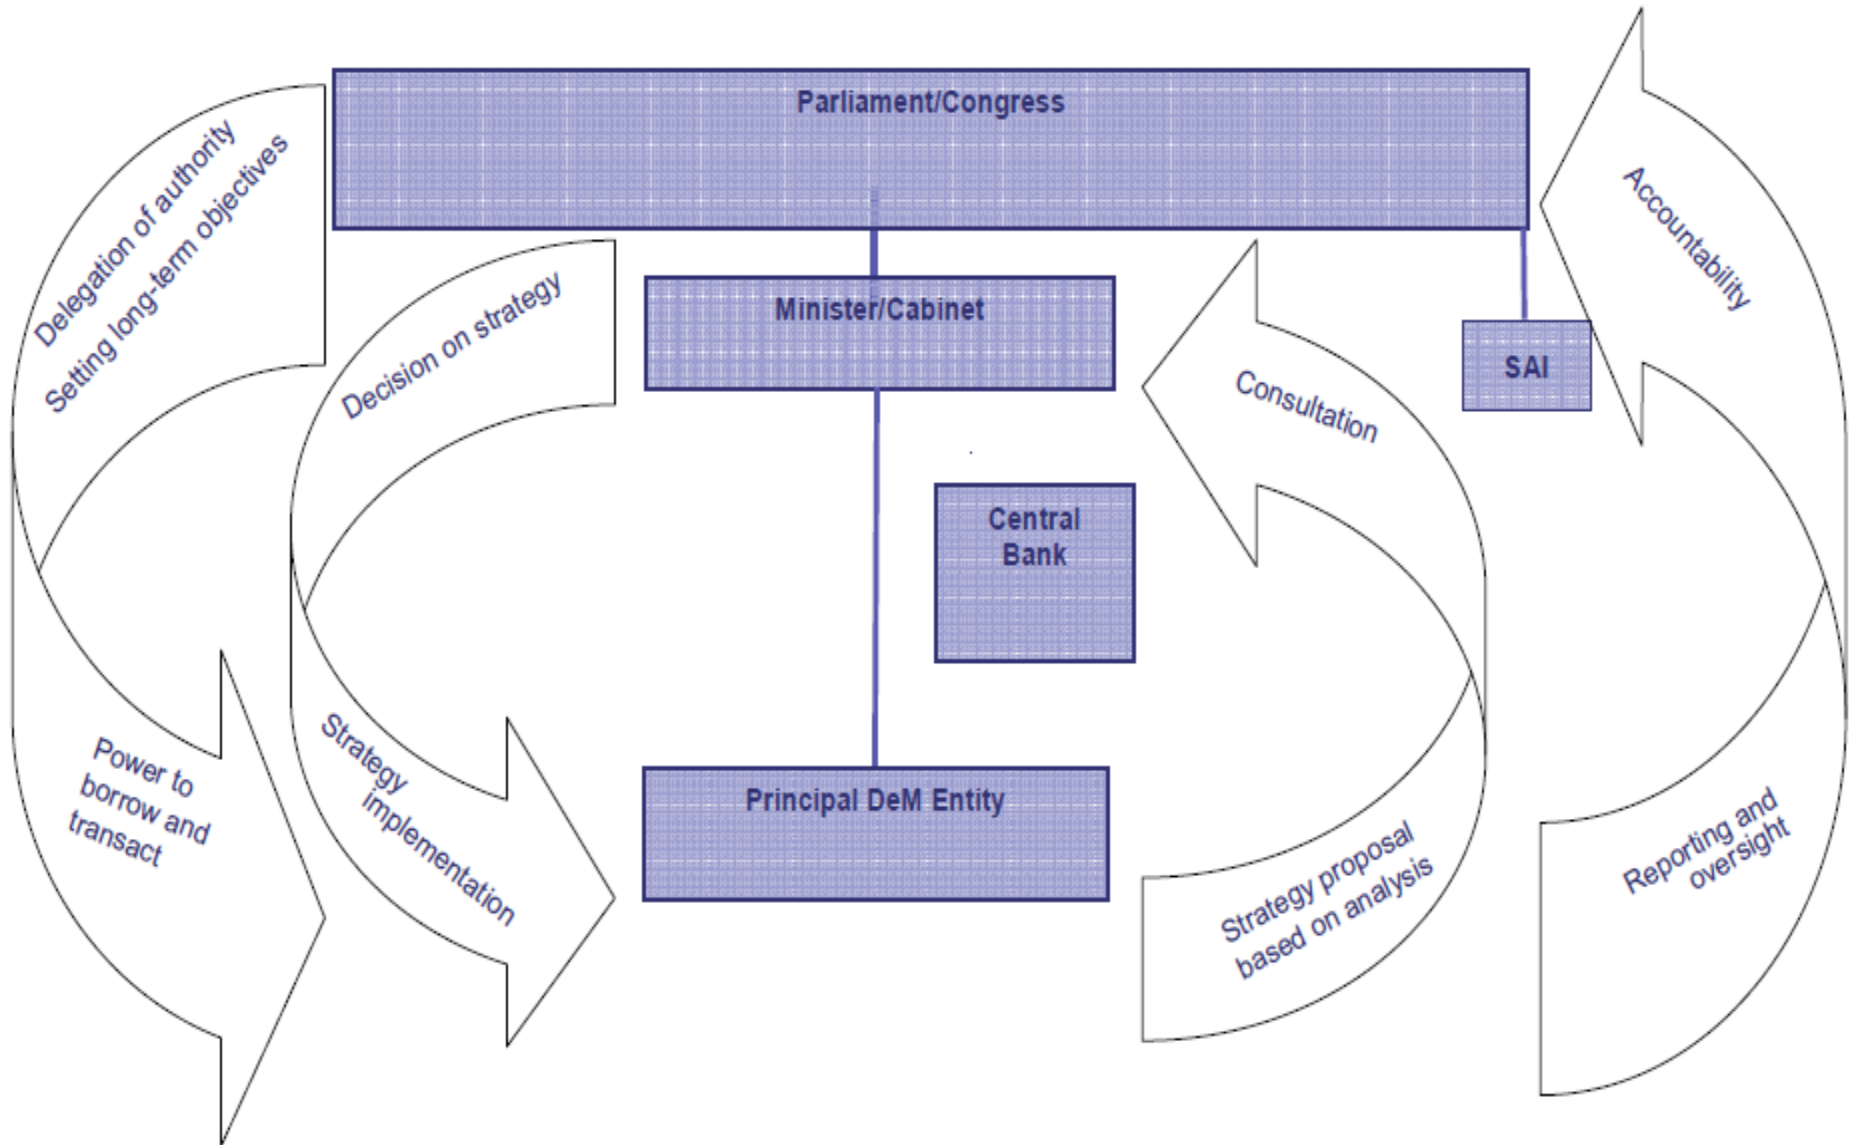 Parliament/Congress
Delegation of authority
Setting long-term objectives
Accountability
Minister/Cabinet
Decision on strategy
SAI
Consultation
Central
Bank
Power to
borrow and
transact
Strategy
implementation
Principal DeM Entity
Strategy proposal
based on analysis
Reporting and
oversight